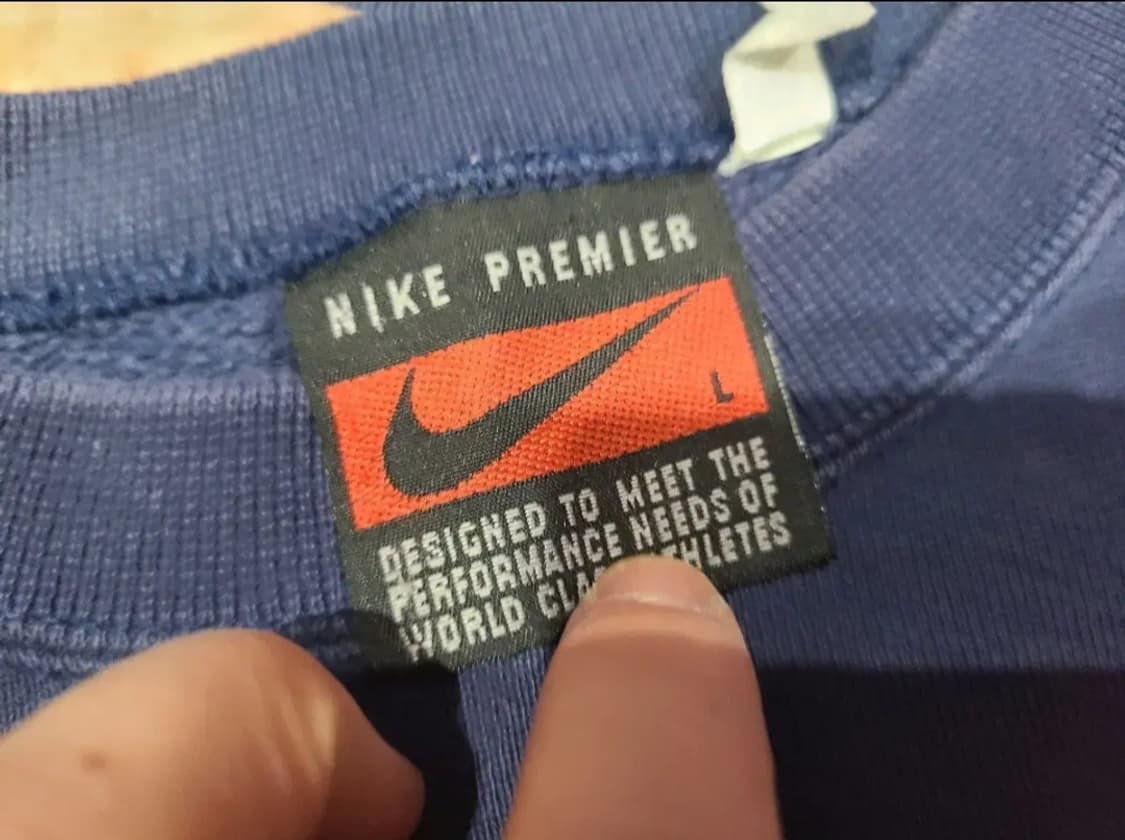 NIKE PREMIER
L
DESIGNED TO MEET THE
PERFORMANCE NEEDS OF
WORLD